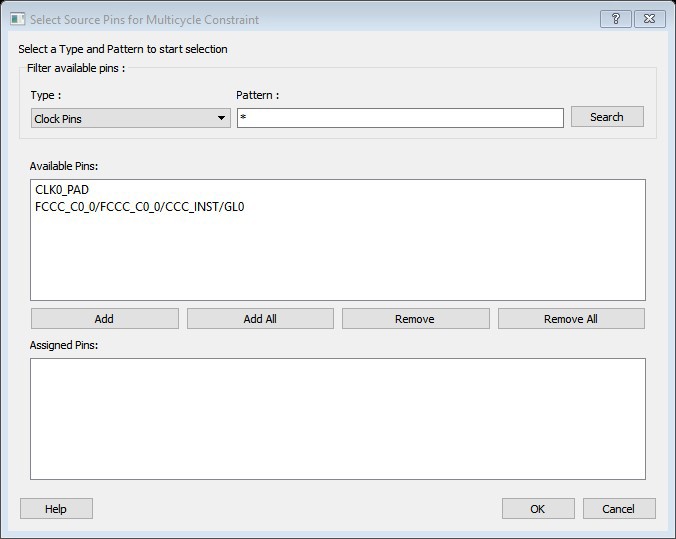 Select Source Pins for Multicycle Constraint
?
Select a Type and Pattern to start selection
Filter available pins :
Type :
Pattern :
Clock Pins
*
Search
Available Pins:
CLK0_PAD
FCCC_C0_0/FCCC_C0_0/CCC_INST/GL0
Add
Add All
Remove
Remove All
Assigned Pins:
Help
OK
Cancel